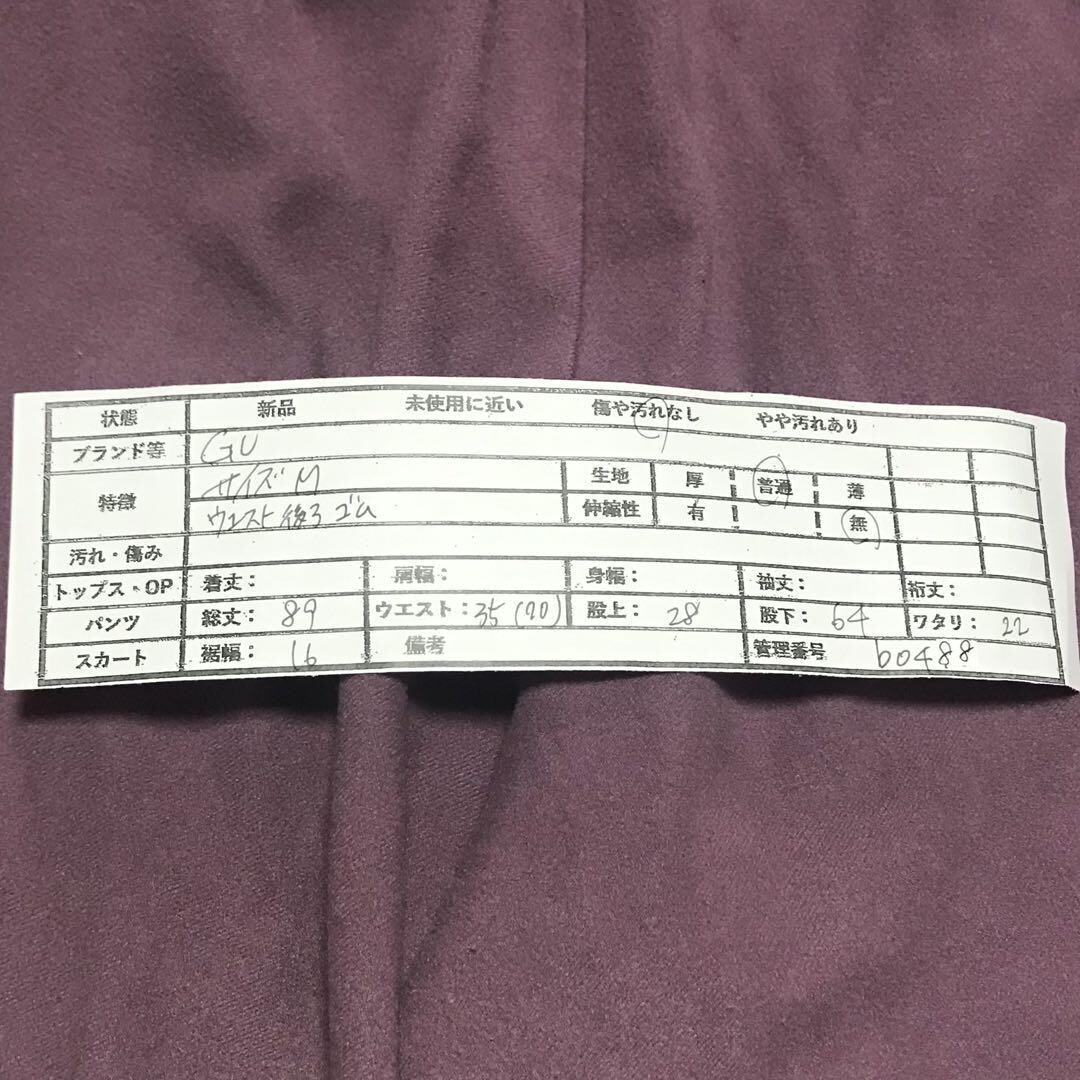 状態 新品 未使用に近い 傷や汚れなし やや汚れあり
ブランド等 GU
特徴 サイズM 生地 厚 普通 薄
ウエスト後ろゴム 伸縮性 有 無
汚れ・傷み
トップス・OP 着丈： 肩幅： 身幅： 袖丈： 裄丈：
パンツ 総丈：89 ウエスト：35(70) 股上：28 股下：64 ワタリ：22
スカート 裾幅：16 備考 管理番号 b0488